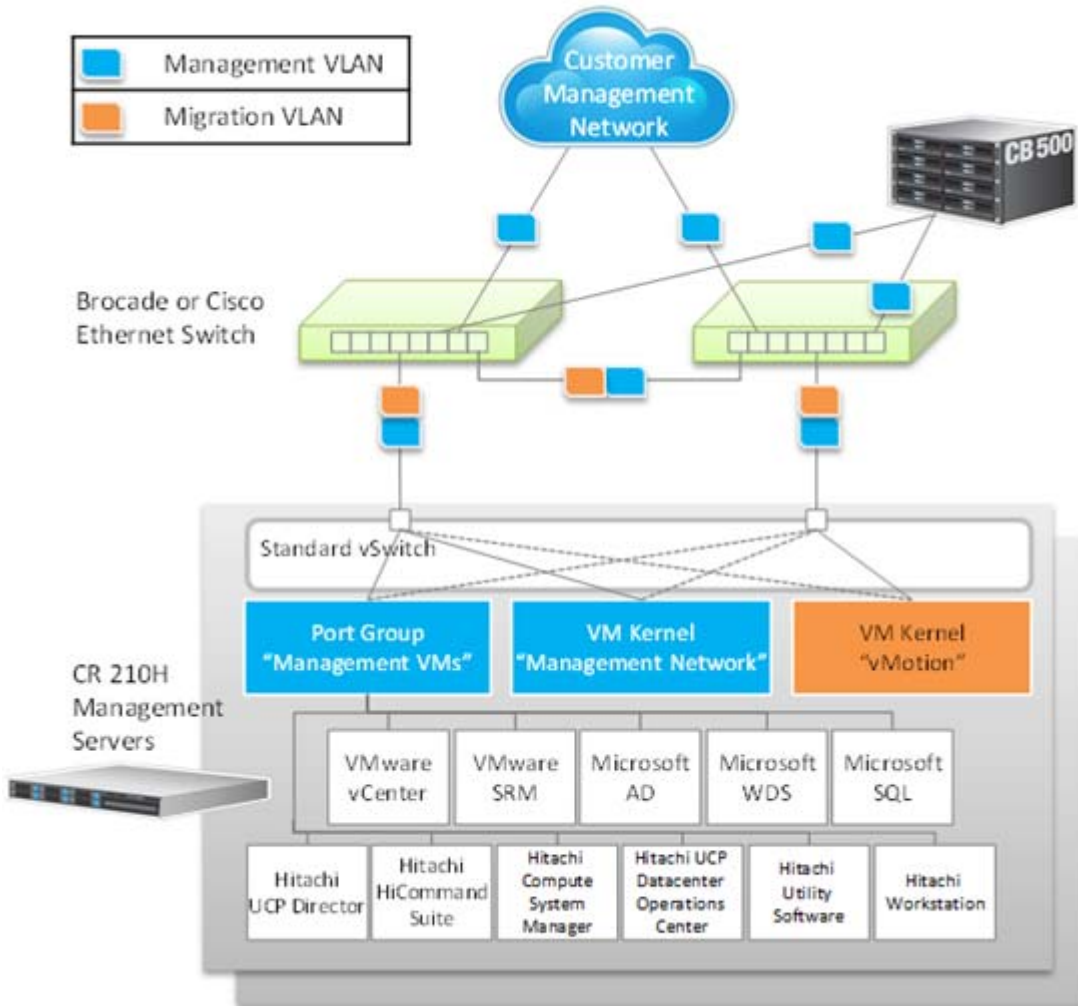 Management VLAN
Migration VLAN
Customer
Management
Network
CB 500
Brocade or Cisco
Ethernet Switch
Standard vSwitch
Port Group
“Management VMs”
VM Kernel
“Management Network”
VM Kernel
“vMotion”
CR 210H
Management
Servers
VMware
vCenter
VMware
SRM
Microsoft
AD
Microsoft
WDS
Microsoft
SQL
Hitachi
UCP Director
Hitachi
HiCommand
Suite
Hitachi
Compute
System
Manager
Hitachi UCP
Datacenter
Operations
Center
Hitachi
Utility
Software
Hitachi
Workstation